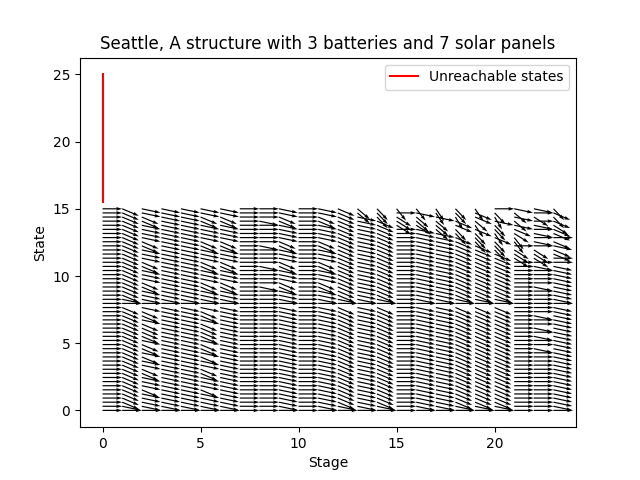 Seattle, A structure with 3 batteries and 7 solar panels
Unreachable states
25
20
15
10
5
0
State
0 5 10 15 20
Stage